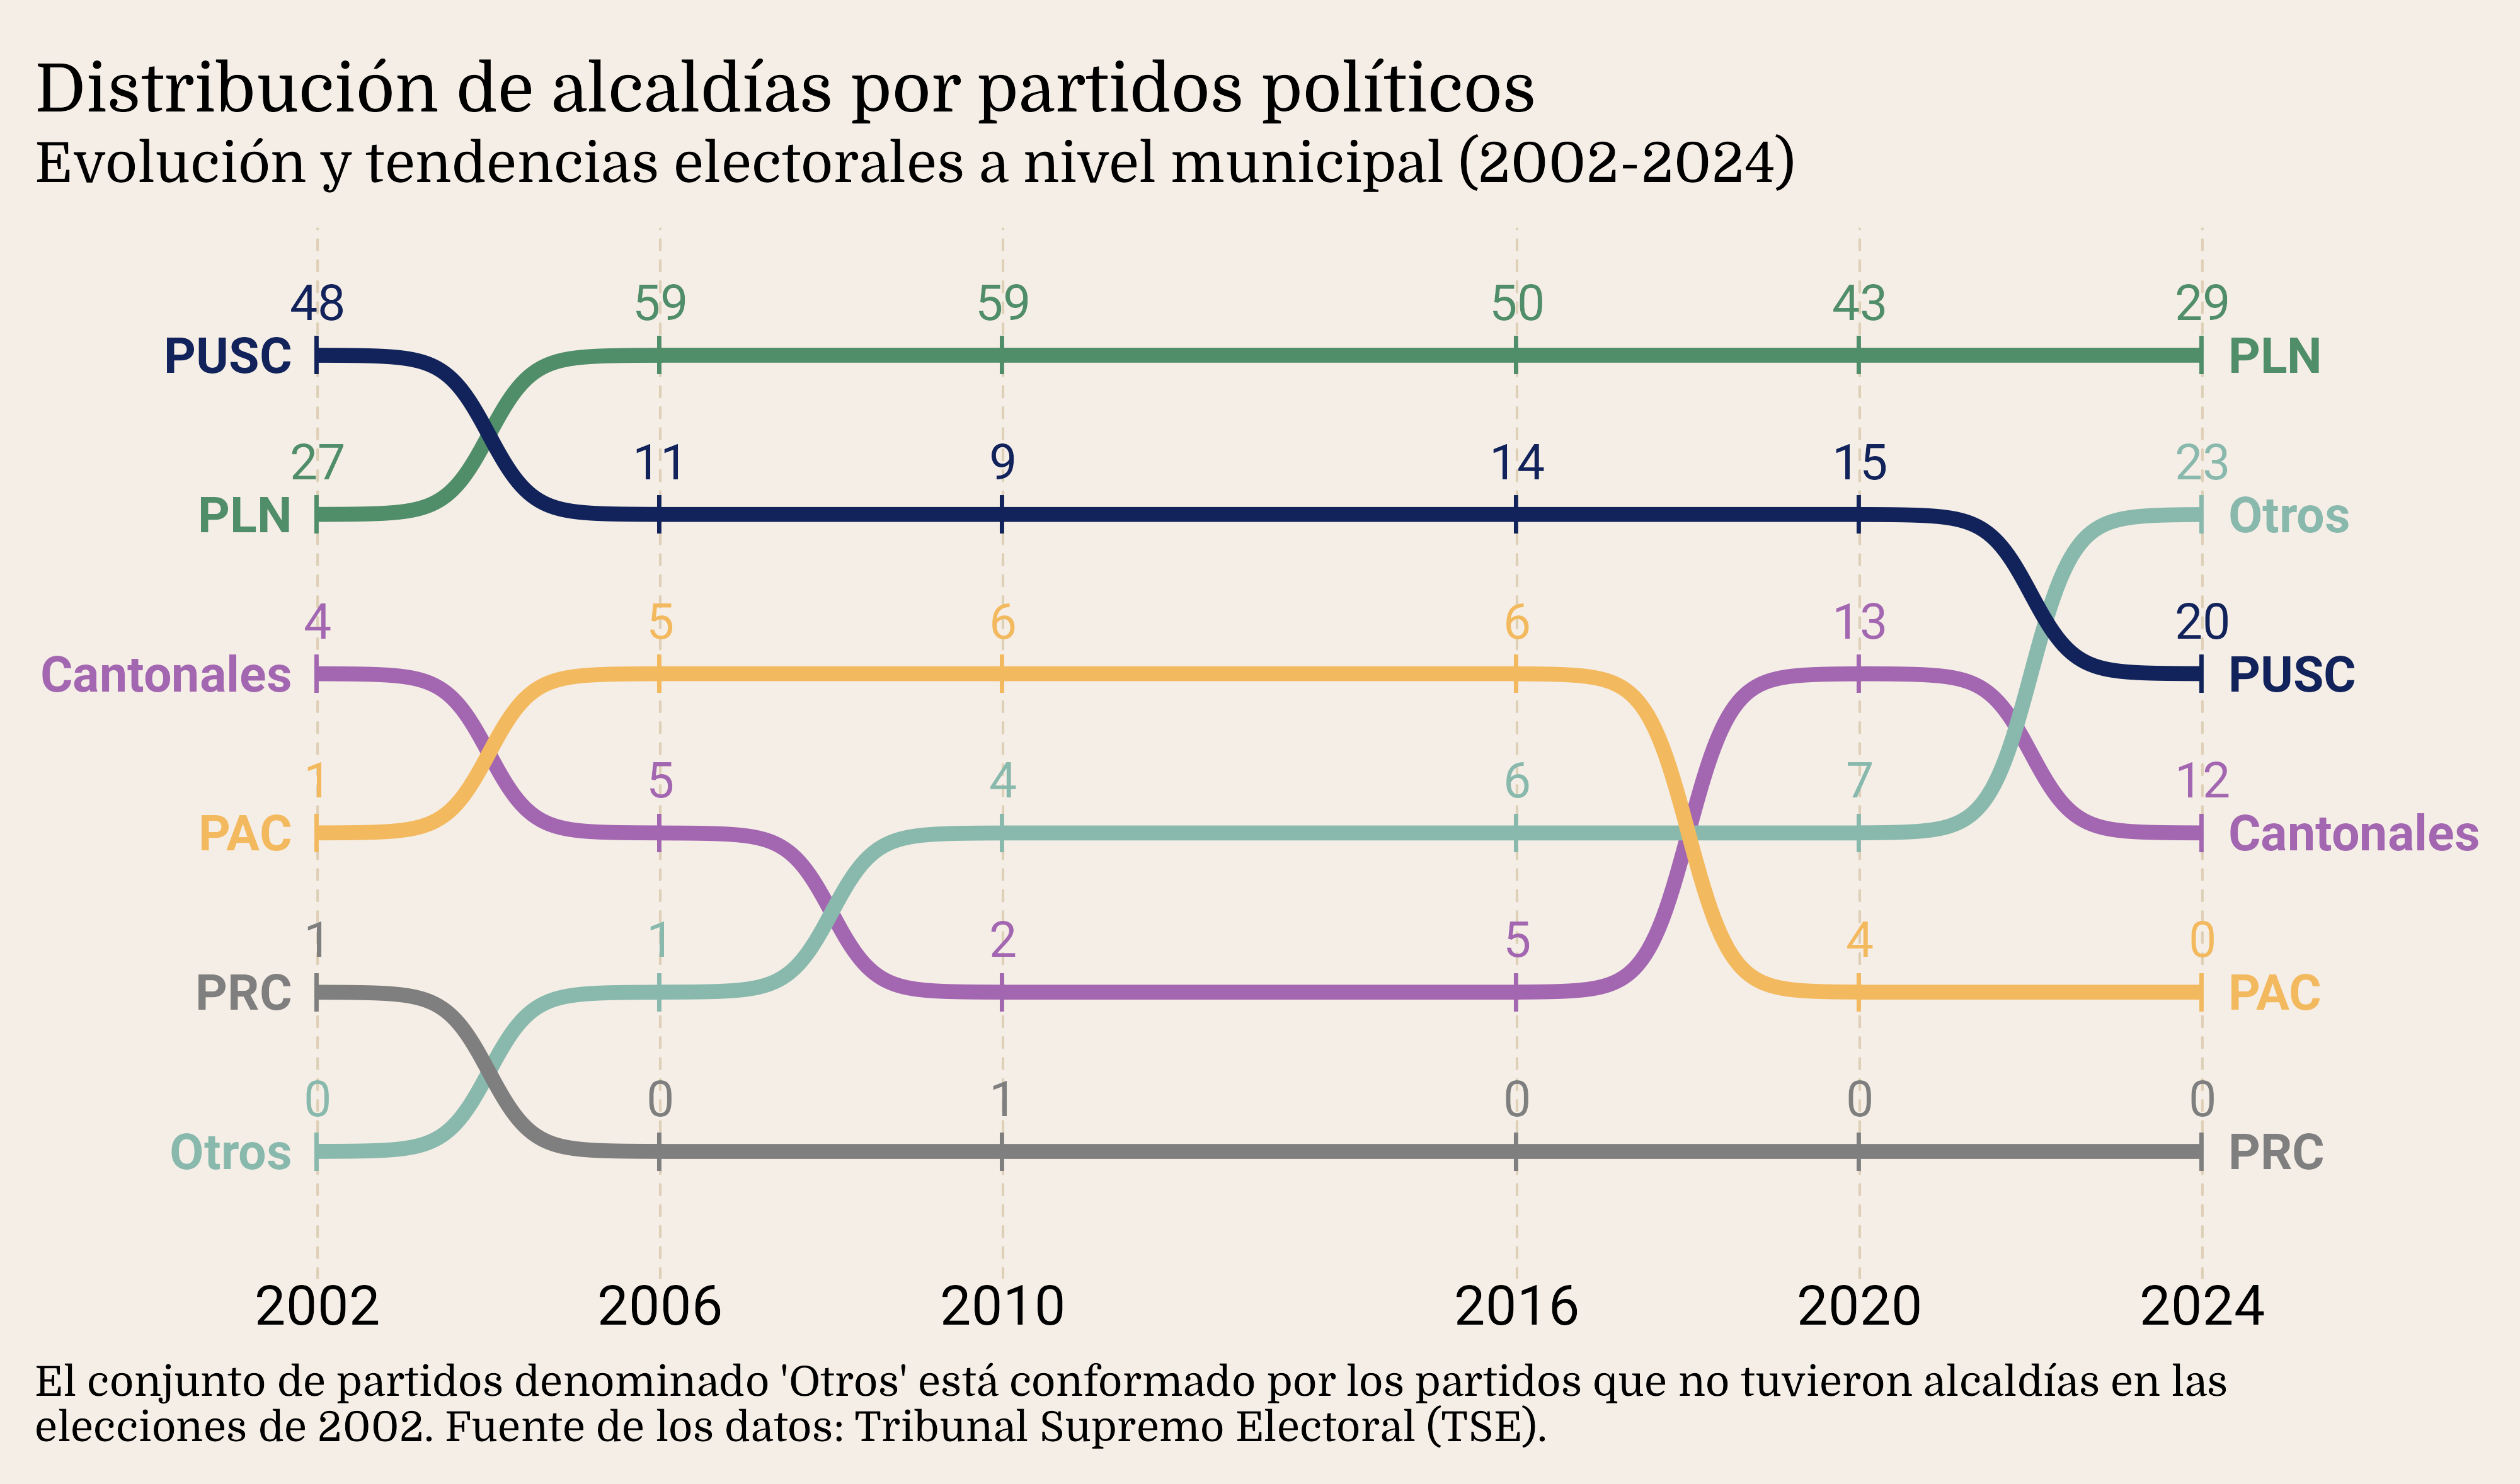 Distribución de alcaldías por partidos políticos
Evolución y tendencias electorales a nivel municipal (2002-2024)
48 59 59 50 43 29
PUSC PLN
27 11 9 14 15 23
PLN Otros
4 5 6 6 13 20
Cantonales PUSC
1 5 4 6 7 12
PAC Cantonales
1 1 2 5 4 0
PRC PAC
0 0 1 0 0 0
Otros PRC
2002 2006 2010 2016 2020 2024
El conjunto de partidos denominado 'Otros' está conformado por los partidos que no tuvieron alcaldías en las
elecciones de 2002. Fuente de los datos: Tribunal Supremo Electoral (TSE).